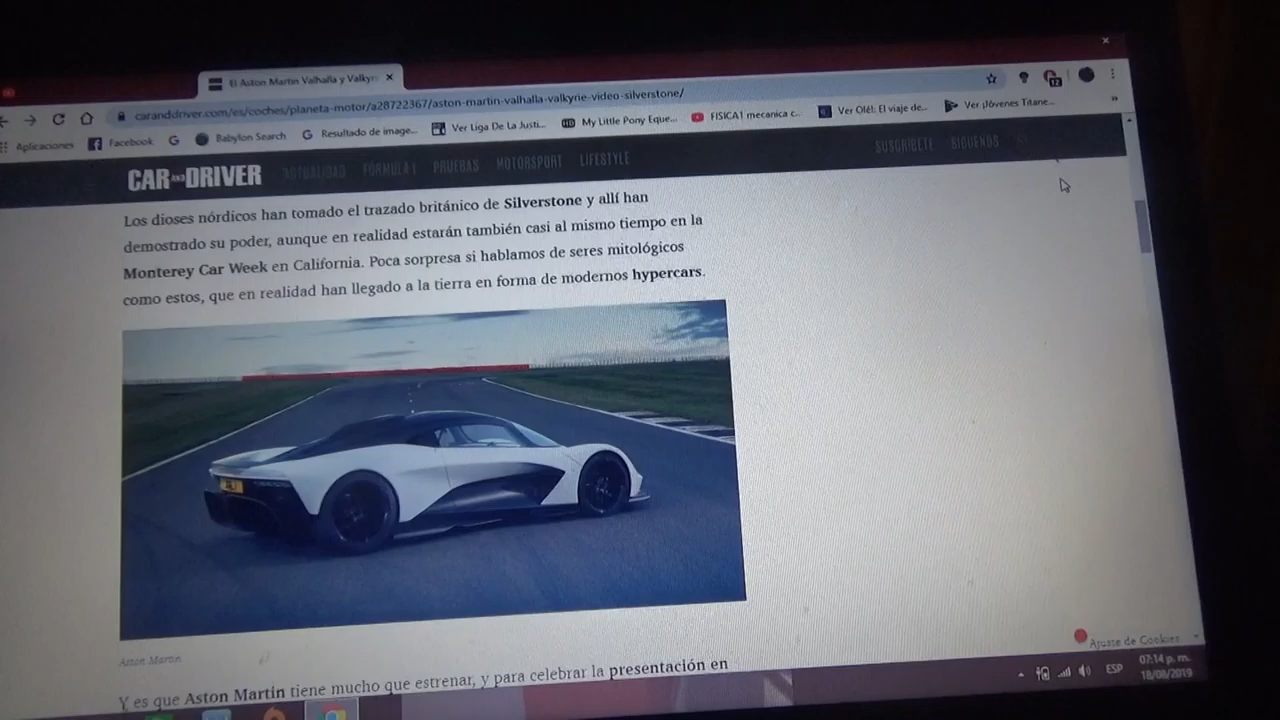 El Aston Martin Valhalla y Valkyr
caranddriver.com/es/coches/planeta-motor/a28722367/aston-martin-valhalla-valkyrie-video-silverstone/
12
Aplicaciones Facebook Babylon Search Resultado de image... Ver Liga De La Justi... My Little Pony Eque... FISICA1 mecanica c... Ver Olé!: El viaje de... Ver ¡Jóvenes Titane...
CAR AND DRIVER ACTUALIDAD FÓRMULA 1 PRUEBAS MOTORSPORT LIFESTYLE SUSCRÍBETE SÍGUENOS
Los dioses nórdicos han tomado el trazado británico de Silverstone y allí han
demostrado su poder, aunque en realidad estarán también casi al mismo tiempo en la
Monterey Car Week en California. Poca sorpresa si hablamos de seres mitológicos
como estos, que en realidad han llegado a la tierra en forma de modernos hypercars.
Aston Martin
Y es que Aston Martin tiene mucho que estrenar, y para celebrar la presentación en
Ajuste de Cookies
ESP
07:14 p. m.
18/08/2019